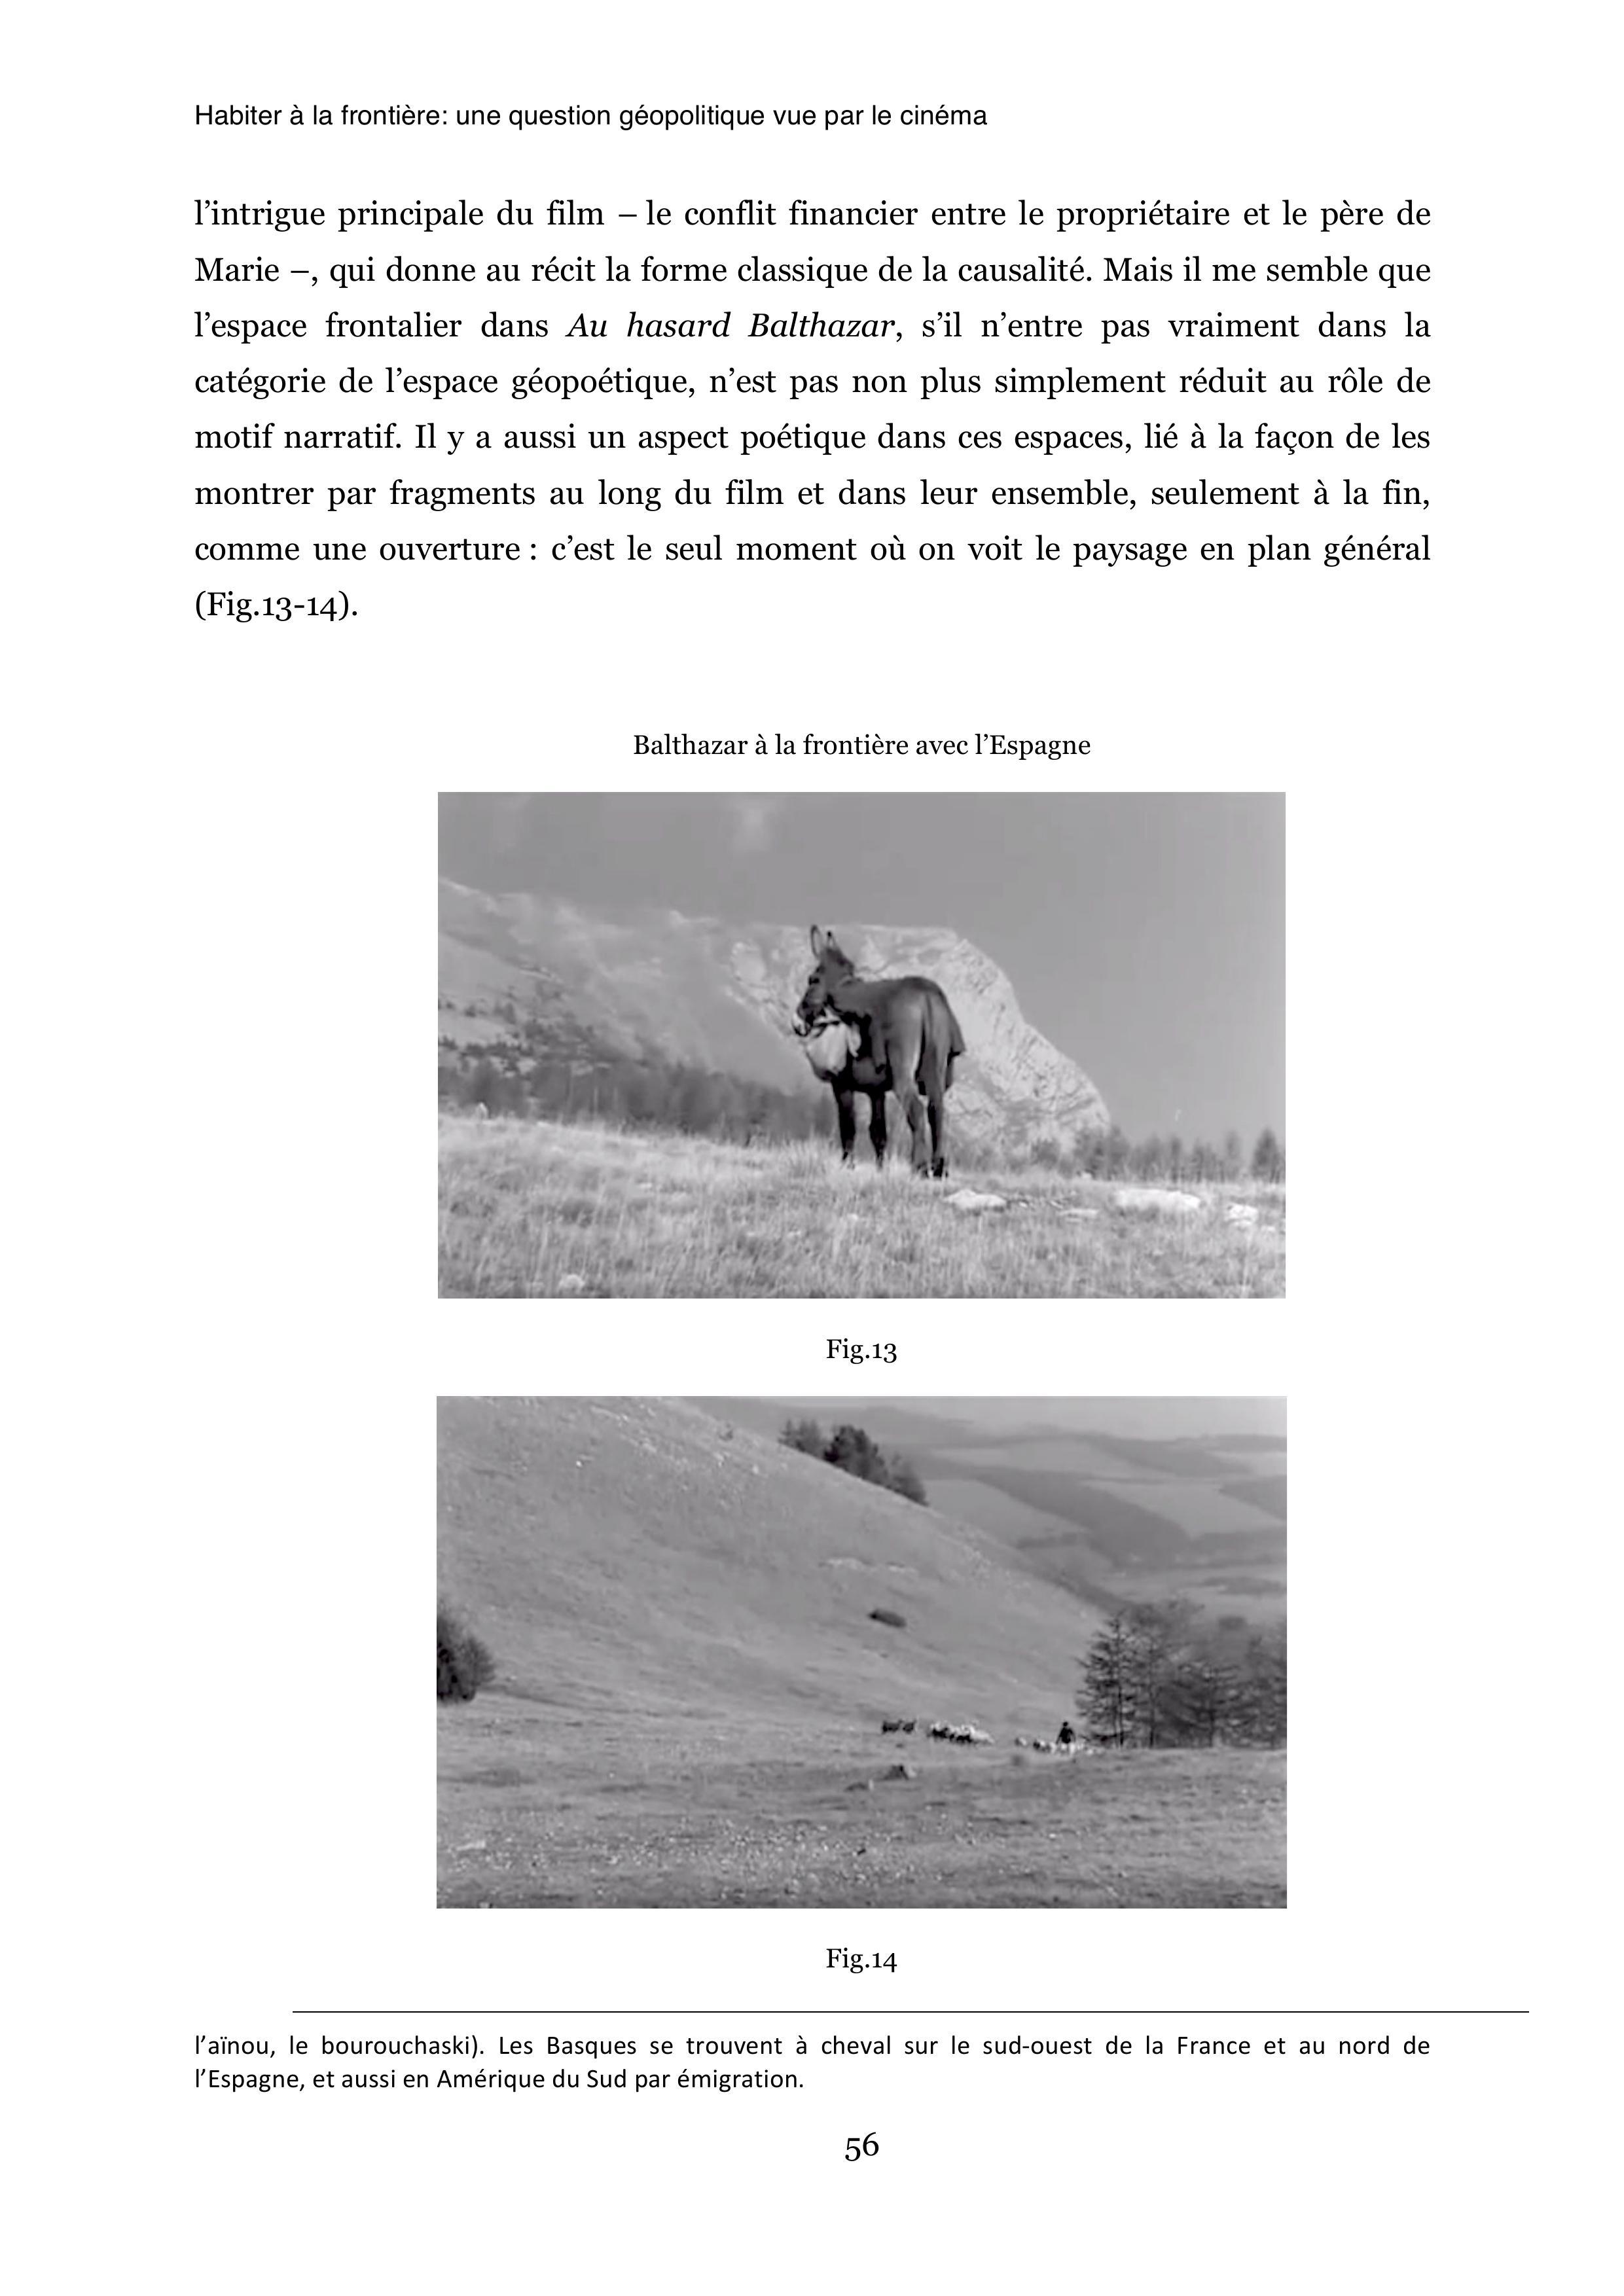 Habiter à la frontière: une question géopolitique vue par le cinéma
l’intrigue principale du film – le conflit financier entre le propriétaire et le père de
Marie –, qui donne au récit la forme classique de la causalité. Mais il me semble que
l’espace frontalier dans Au hasard Balthazar, s’il n’entre pas vraiment dans la
catégorie de l’espace géopoétique, n’est pas non plus simplement réduit au rôle de
motif narratif. Il y a aussi un aspect poétique dans ces espaces, lié à la façon de les
montrer par fragments au long du film et dans leur ensemble, seulement à la fin,
comme une ouverture : c’est le seul moment où on voit le paysage en plan général
(Fig.13-14).
Balthazar à la frontière avec l’Espagne
Fig.13
Fig.14
l’aïnou, le bourouchaski). Les Basques se trouvent à cheval sur le sud-ouest de la France et au nord de
l’Espagne, et aussi en Amérique du Sud par émigration.
56